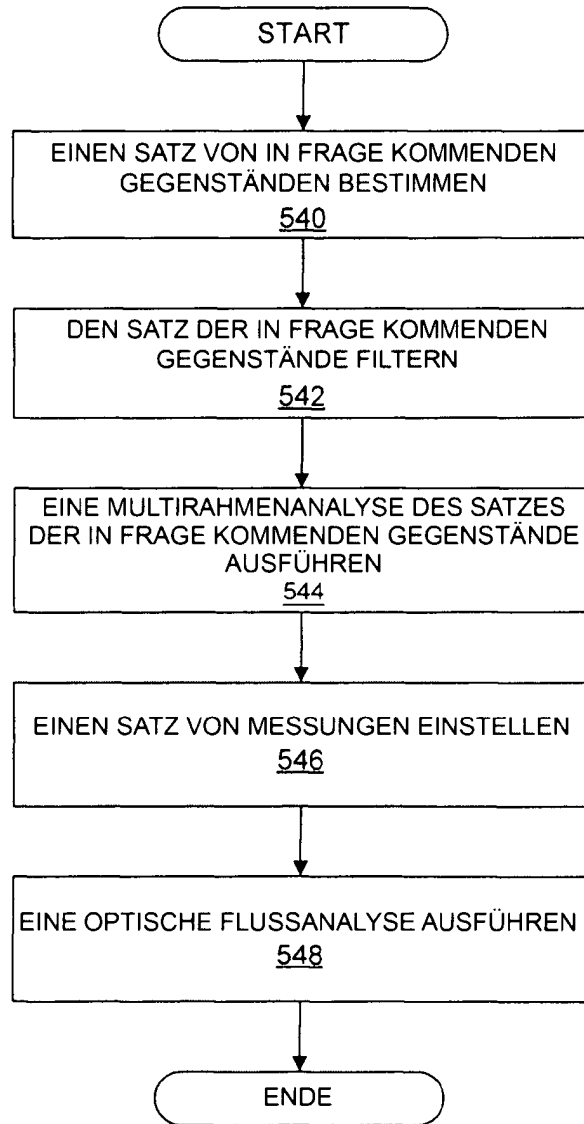 START
EINEN SATZ VON IN FRAGE KOMMENDEN
GEGENSTÄNDEN BESTIMMEN
540
DEN SATZ DER IN FRAGE KOMMENDEN
GEGENSTÄNDE FILTERN
542
EINE MULTIRAHMENANALYSE DES SATZES
DER IN FRAGE KOMMENDEN GEGENSTÄNDE
AUSFÜHREN
544
EINEN SATZ VON MESSUNGEN EINSTELLEN
546
EINE OPTISCHE FLUSSANALYSE AUSFÜHREN
548
ENDE